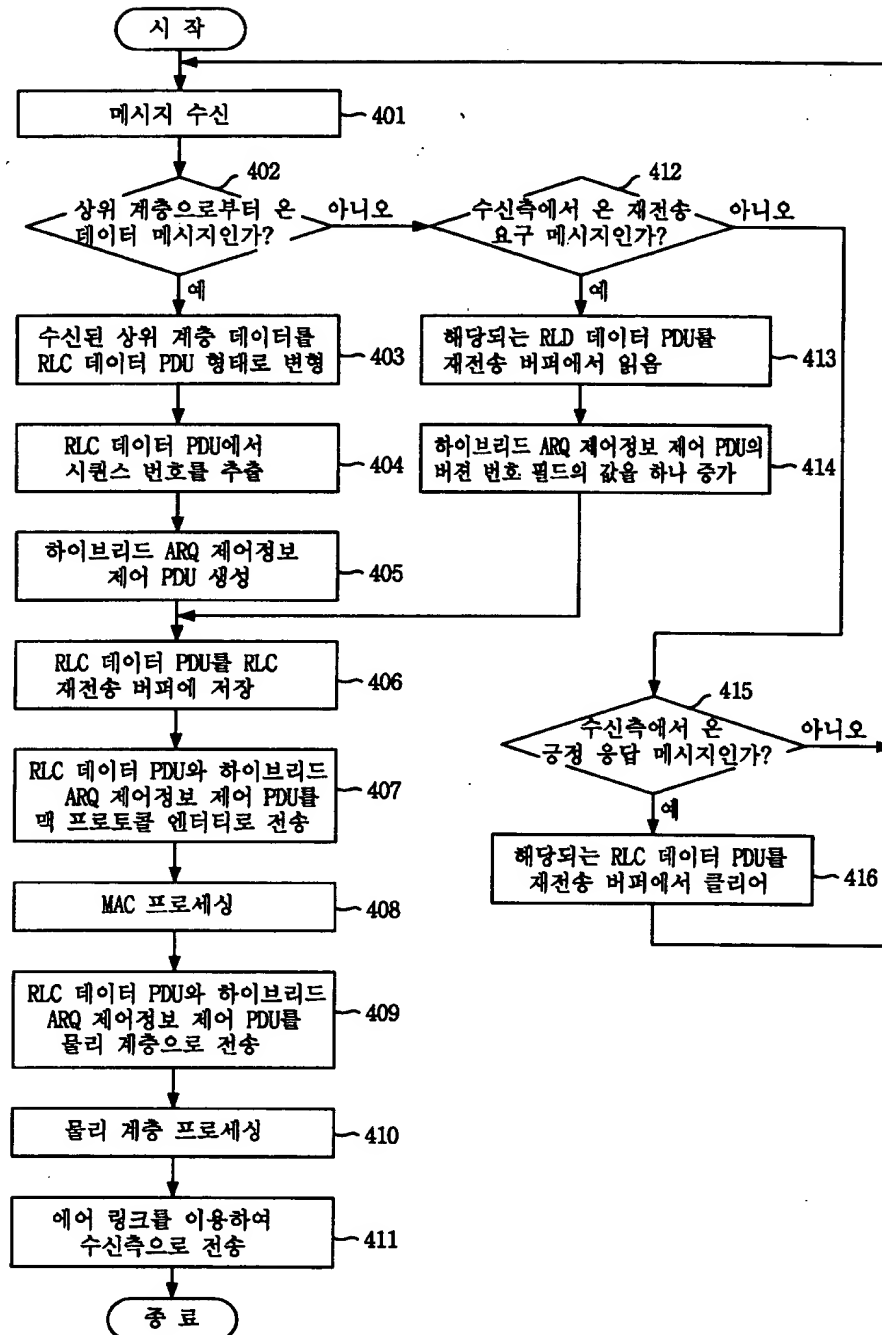 시 작
메시지 수신
401
402
상위 계층으로부터 온
데이터 메시지인가?
아니오
예
412
수신측에서 온 재전송
요구 메시지인가?
아니오
예
수신된 상위 계층 데이터를
RLC 데이터 PDU 형태로 변형
403
해당되는 RLD 데이터 PDU를
재전송 버퍼에서 읽음
413
RLC 데이터 PDU에서
시퀀스 번호를 추출
404
하이브리드 ARQ 제어정보 제어 PDU의
버젼 번호 필드의 값을 하나 증가
414
하이브리드 ARQ 제어정보
제어 PDU 생성
405
RLC 데이터 PDU를 RLC
재전송 버퍼에 저장
406
415
수신측에서 온
긍정 응답 메시지인가?
아니오
예
RLC 데이터 PDU와 하이브리드
ARQ 제어정보 제어 PDU를
맥 프로토콜 엔터티로 전송
407
해당되는 RLC 데이터 PDU를
재전송 버퍼에서 클리어
416
MAC 프로세싱
408
RLC 데이터 PDU와 하이브리드
ARQ 제어정보 제어 PDU를
물리 계층으로 전송
409
물리 계층 프로세싱
410
에어 링크를 이용하여
수신측으로 전송
411
종 료